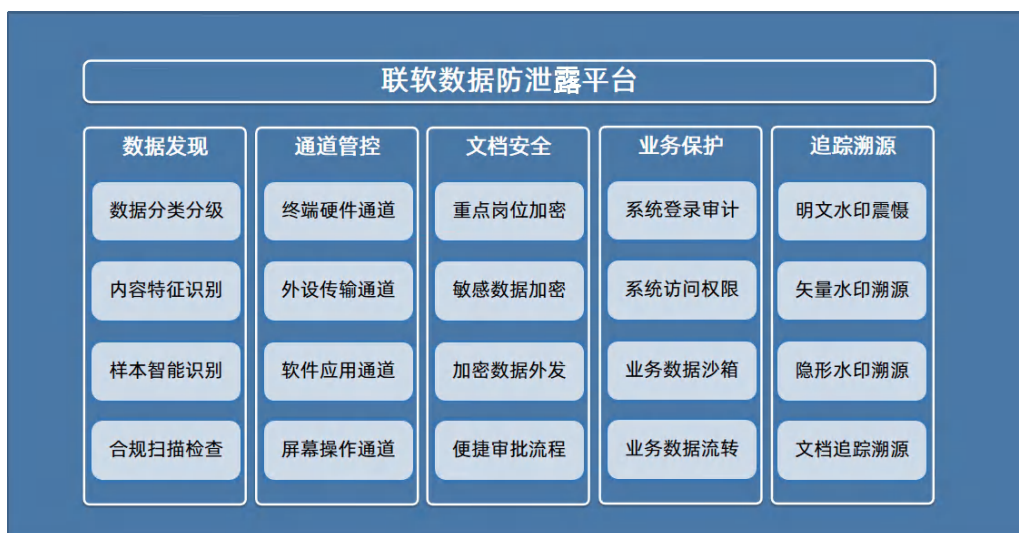 联软数据防泄露平台
数据发现
数据分类分级
内容特征识别
样本智能识别
合规扫描检查
通道管控
终端硬件通道
外设传输通道
软件应用通道
屏幕操作通道
文档安全
重点岗位加密
敏感数据加密
加密数据外发
便捷审批流程
业务保护
系统登录审计
系统访问权限
业务数据沙箱
业务数据流转
追踪溯源
明文水印震慑
矢量水印溯源
隐形水印溯源
文档追踪溯源